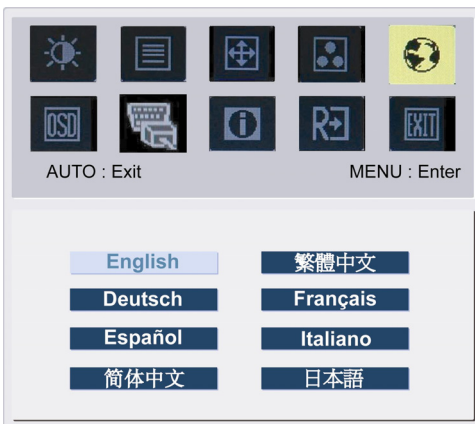 OSD
i
R
EXIT
AUTO : Exit
MENU : Enter
English
繁體中文
Deutsch
Français
Español
Italiano
简体中文
日本語